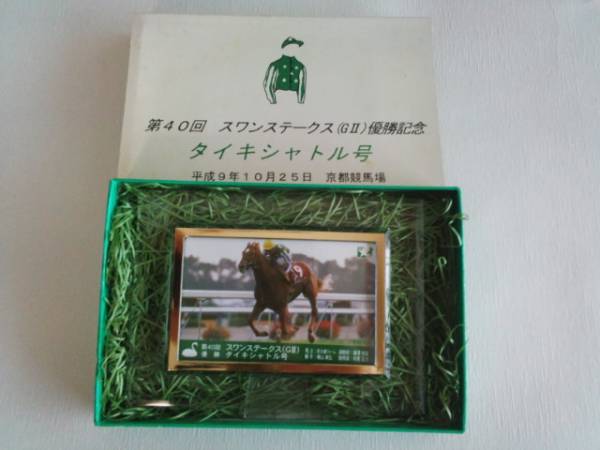 第40回 スワンステークス(GⅡ)優勝記念
タイキシャトル号
平成9年10月25日 京都競馬場
第40回 スワンステークス(GⅡ)
優勝 タイキシャトル号